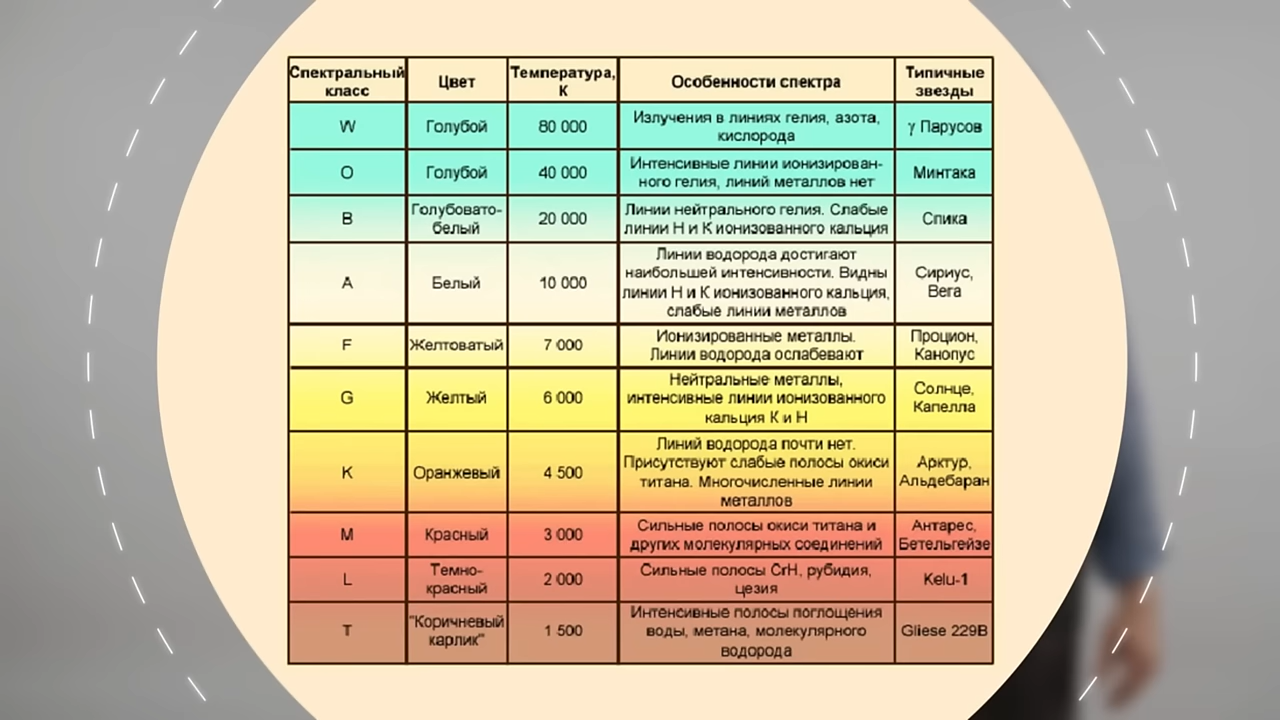 Спектральный класс | Цвет | Температура, К | Особенности спектра | Типичные звезды
W | Голубой | 80 000 | Излучения в линиях гелия, азота, кислорода | γ Парусов
O | Голубой | 40 000 | Интенсивные линии ионизирован-ного гелия, линий металлов нет | Минтака
B | Голубовато-белый | 20 000 | Линии нейтрального гелия. Слабые линии H и K ионизованного кальция | Спика
A | Белый | 10 000 | Линии водорода достигают наибольшей интенсивности. Видны линии H и K ионизованного кальция, слабые линии металлов | Сириус, Вега
F | Желтоватый | 7 000 | Ионизированные металлы. Линии водорода ослабевают | Процион, Канопус
G | Желтый | 6 000 | Нейтральные металлы, интенсивные линии ионизованного кальция K и H | Солнце, Капелла
K | Оранжевый | 4 500 | Линий водорода почти нет. Присутствуют слабые полосы окиси титана. Многочисленные линии металлов | Арктур, Альдебаран
M | Красный | 3 000 | Сильные полосы окиси титана и других молекулярных соединений | Антарес, Бетельгейзе
L | Темно-красный | 2 000 | Сильные полосы CrH, рубидия, цезия | Kelu-1
T | "Коричневый карлик" | 1 500 | Интенсивные полосы поглощения воды, метана, молекулярного водорода | Gliese 229B